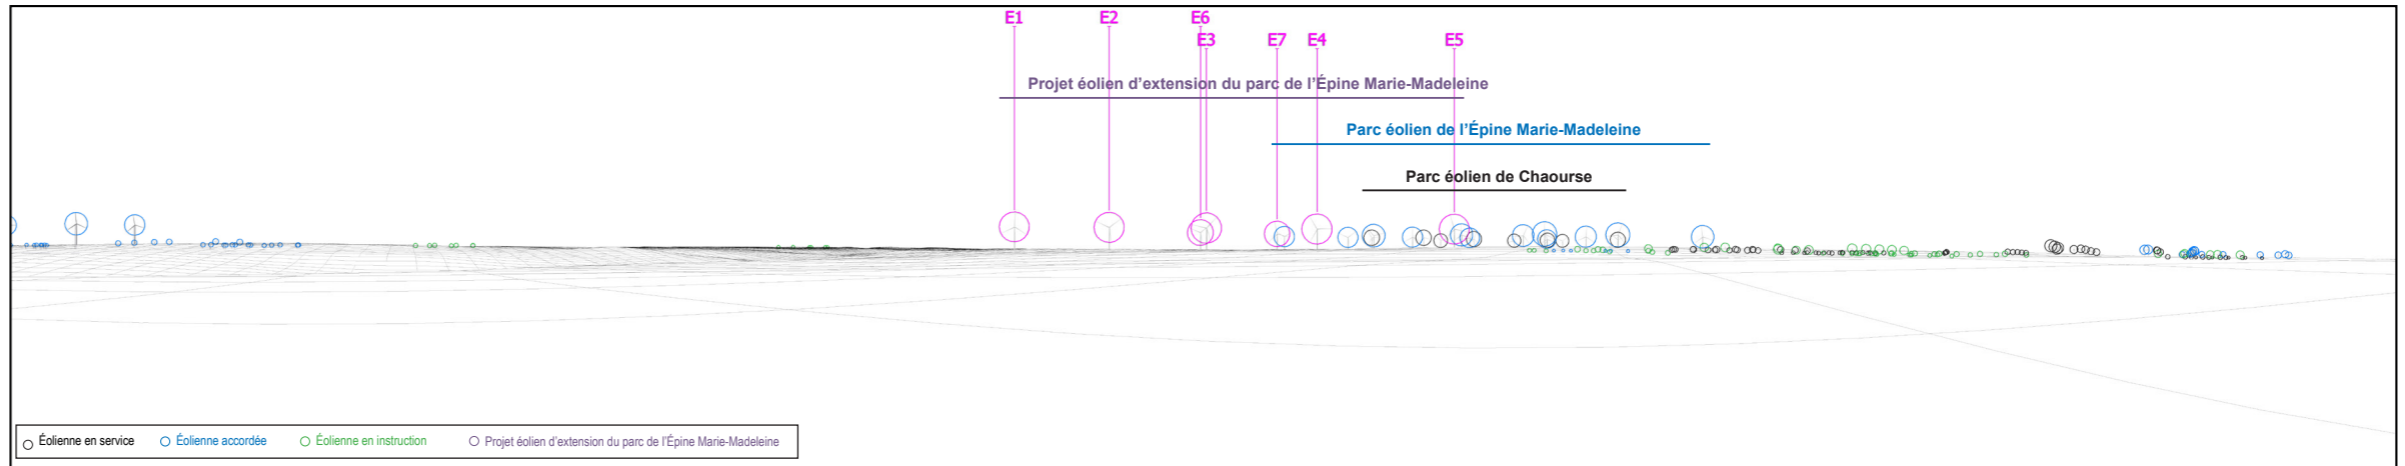 E1 E2 E6
E3 E7 E4 E5
Projet éolien d’extension du parc de l’Épine Marie-Madeleine
Parc éolien de l’Épine Marie-Madeleine
Parc éolien de Chaourse
Éolienne en service Éolienne accordée Éolienne en instruction Projet éolien d’extension du parc de l’Épine Marie-Madeleine